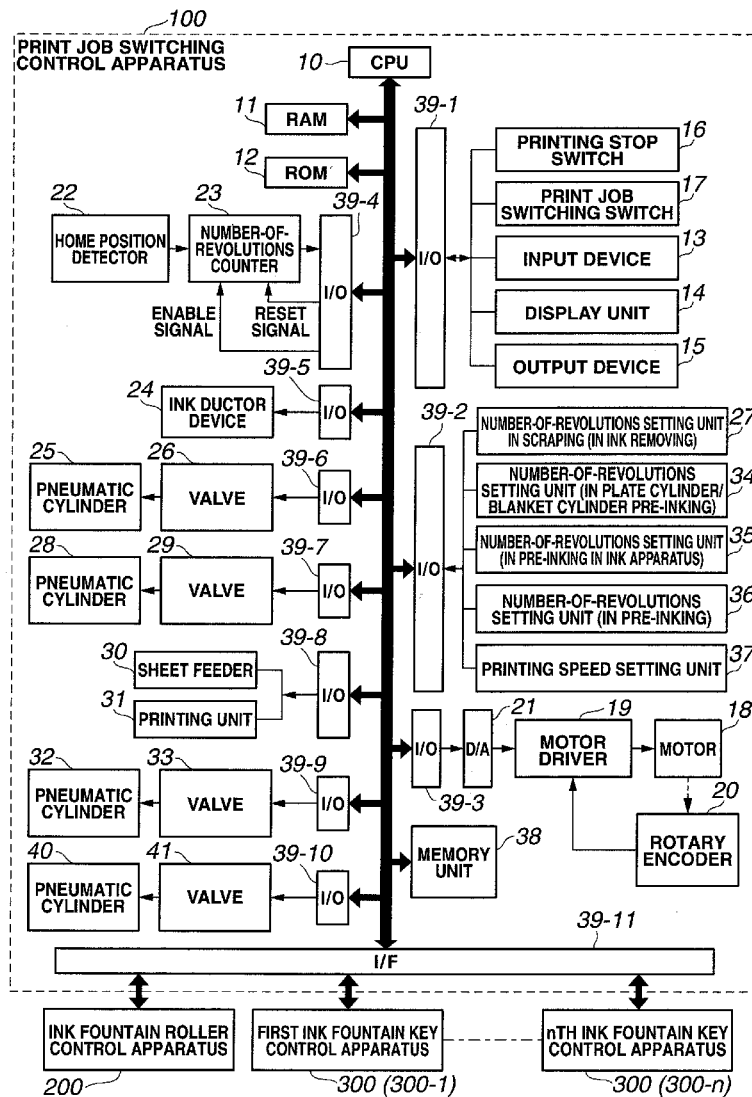 100
PRINT JOB SWITCHING
CONTROL APPARATUS
10
CPU
11
RAM
12
ROM
39-1
I/O
PRINTING STOP
SWITCH
16
PRINT JOB
SWITCHING SWITCH
17
INPUT DEVICE
13
DISPLAY UNIT
14
OUTPUT DEVICE
15
22
HOME POSITION
DETECTOR
23
NUMBER-OF-
REVOLUTIONS
COUNTER
39-4
I/O
ENABLE
SIGNAL
RESET
SIGNAL
24
INK DUCTOR
DEVICE
39-5
I/O
25
PNEUMATIC
CYLINDER
26
VALVE
39-6
I/O
28
PNEUMATIC
CYLINDER
29
VALVE
39-7
I/O
39-2
I/O
NUMBER-OF-REVOLUTIONS SETTING UNIT
IN SCRAPING (IN INK REMOVING)
27
NUMBER-OF-REVOLUTIONS
SETTING UNIT (IN PLATE CYLINDER/
BLANKET CYLINDER PRE-INKING)
34
NUMBER-OF-REVOLUTIONS SETTING UNIT
(IN PRE-INKING IN INK APPARATUS)
35
NUMBER-OF-REVOLUTIONS
SETTING UNIT (IN PRE-INKING)
36
PRINTING SPEED SETTING UNIT
37
30
SHEET FEEDER
31
PRINTING UNIT
39-8
I/O
I/O
39-3
21
D/A
19
MOTOR
DRIVER
18
MOTOR
20
ROTARY
ENCODER
32
PNEUMATIC
CYLINDER
33
VALVE
39-9
I/O
40
PNEUMATIC
CYLINDER
41
VALVE
39-10
I/O
MEMORY
UNIT
38
39-11
I/F
INK FOUNTAIN ROLLER
CONTROL APPARATUS
200
FIRST INK FOUNTAIN KEY
CONTROL APPARATUS
300 (300-1)
nTH INK FOUNTAIN KEY
CONTROL APPARATUS
300 (300-n)